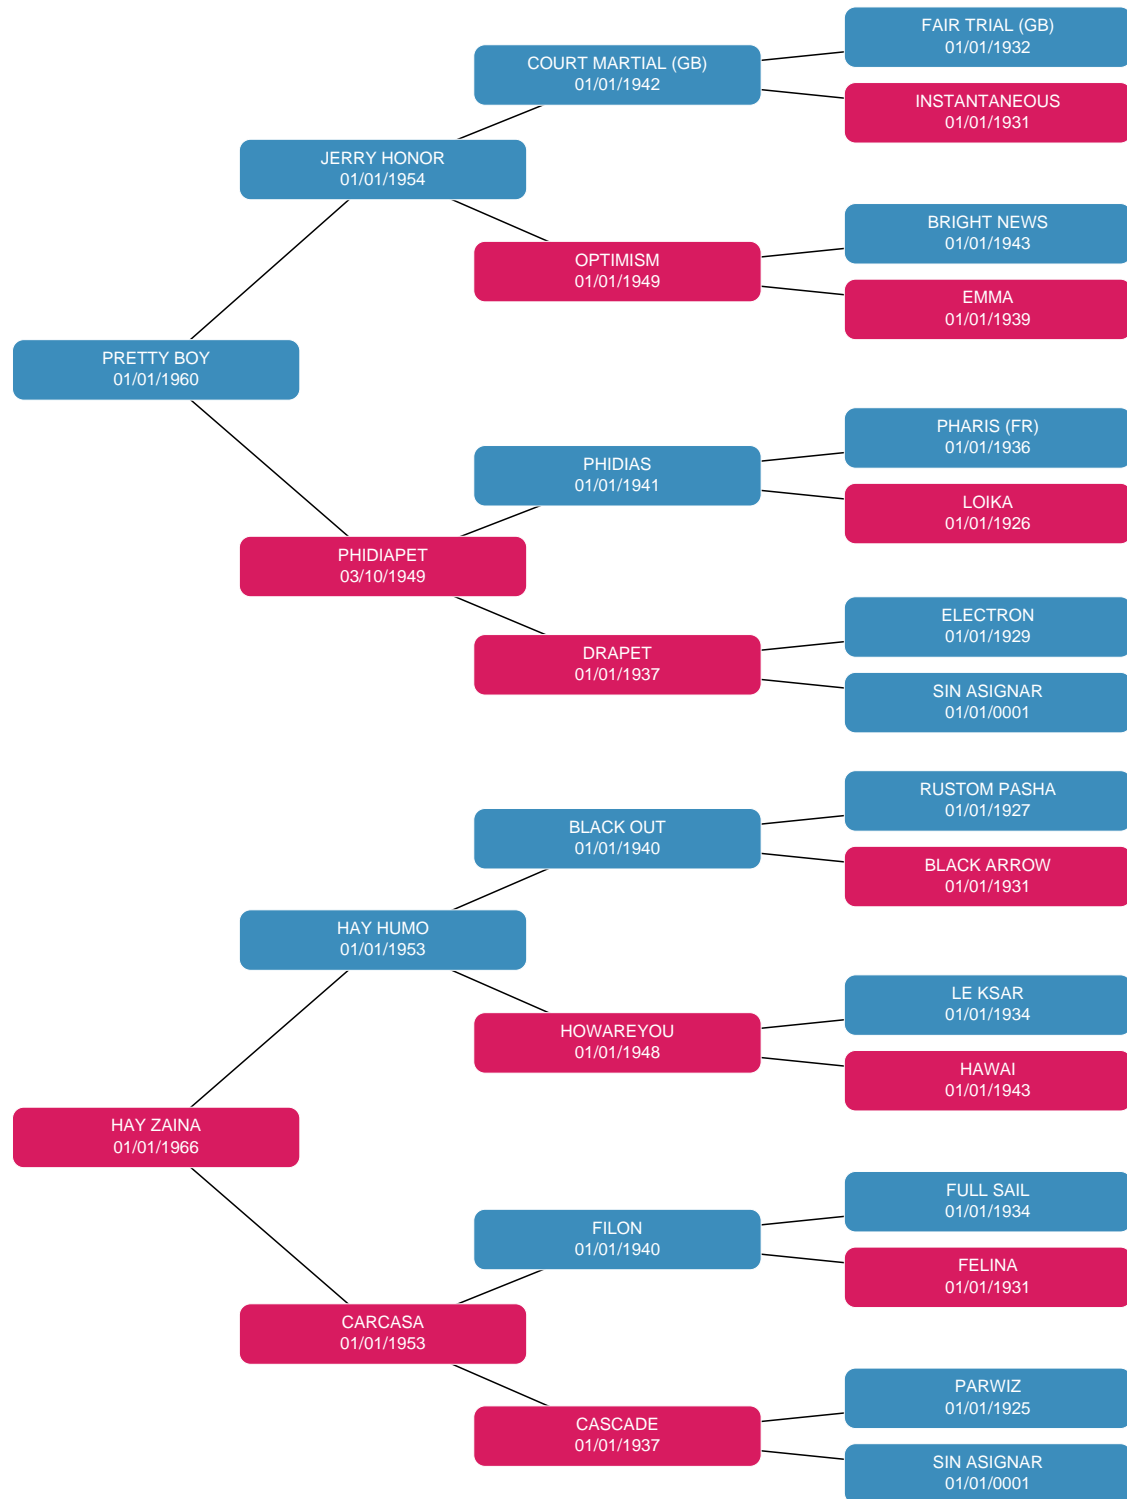 FAIR TRIAL (GB)
01/01/1932
COURT MARTIAL (GB)
01/01/1942
INSTANTANEOUS
01/01/1931
JERRY HONOR
01/01/1954
BRIGHT NEWS
01/01/1943
OPTIMISM
01/01/1949
EMMA
01/01/1939
PRETTY BOY
01/01/1960
PHARIS (FR)
01/01/1936
PHIDIAS
01/01/1941
LOIKA
01/01/1926
PHIDIAPET
03/10/1949
ELECTRON
01/01/1929
DRAPET
01/01/1937
SIN ASIGNAR
01/01/0001
RUSTOM PASHA
01/01/1927
BLACK OUT
01/01/1940
BLACK ARROW
01/01/1931
HAY HUMO
01/01/1953
LE KSAR
01/01/1934
HOWAREYOU
01/01/1948
HAWAI
01/01/1943
HAY ZAINA
01/01/1966
FULL SAIL
01/01/1934
FILON
01/01/1940
FELINA
01/01/1931
CARCASA
01/01/1953
PARWIZ
01/01/1925
CASCADE
01/01/1937
SIN ASIGNAR
01/01/0001